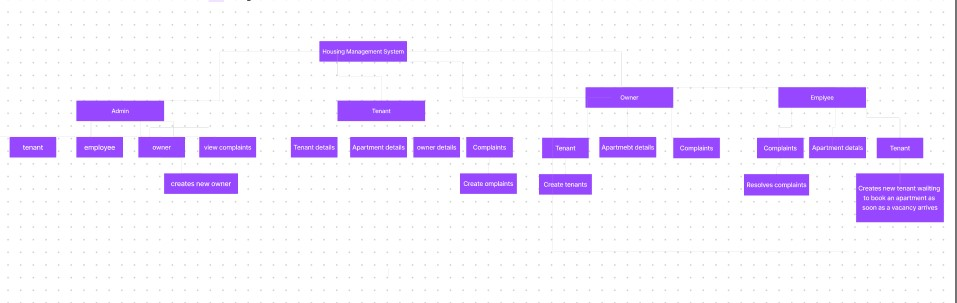 Housing Management System
Admin
Tenant
Owner
Emplyee
tenant
employee
owner
view complaints
Tenant details
Apartment details
owner details
Complaints
Tenant
Apartmebt details
Complaints
Complaints
Apartment detals
Tenant
creates new owner
Create omplaints
Create tenants
Resolves complaints
Creates new tenant waiting
to book an apartment as
soon as a vacancy arrives